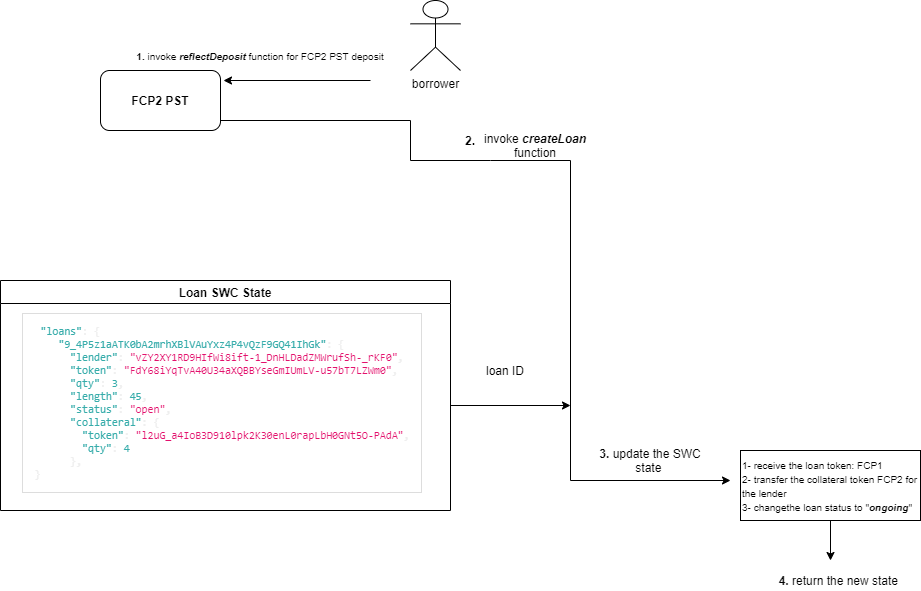 1. invoke reflectDeposit function for FCP2 PST deposit
borrower
FCP2 PST
2. invoke createLoan
function
Loan SWC State
"loans": {
"9_4P5z1aATK0bA2mrhXBlVAuYxz4P4vQzF9GQ41IhGk": {
"lender": "vZY2XY1RD9HIfWi8ift-1_DnHLDadZMWrufSh-_rKF0",
"token": "FdY68iYqTvA40U34aXQBBYseGmIUmLV-u57bT7LZWm0",
"qty": 3,
"length": 45,
"status": "open",
"collateral": {
"token": "l2uG_a4IoB3D910lpk2K30enL0rapLbH0GNt5O-PAdA",
"qty": 4
},
}
loan ID
3. update the SWC
state
1- receive the loan token: FCP1
2- transfer the collateral token FCP2 for
the lender
3- changethe loan status to "ongoing"
4. return the new state